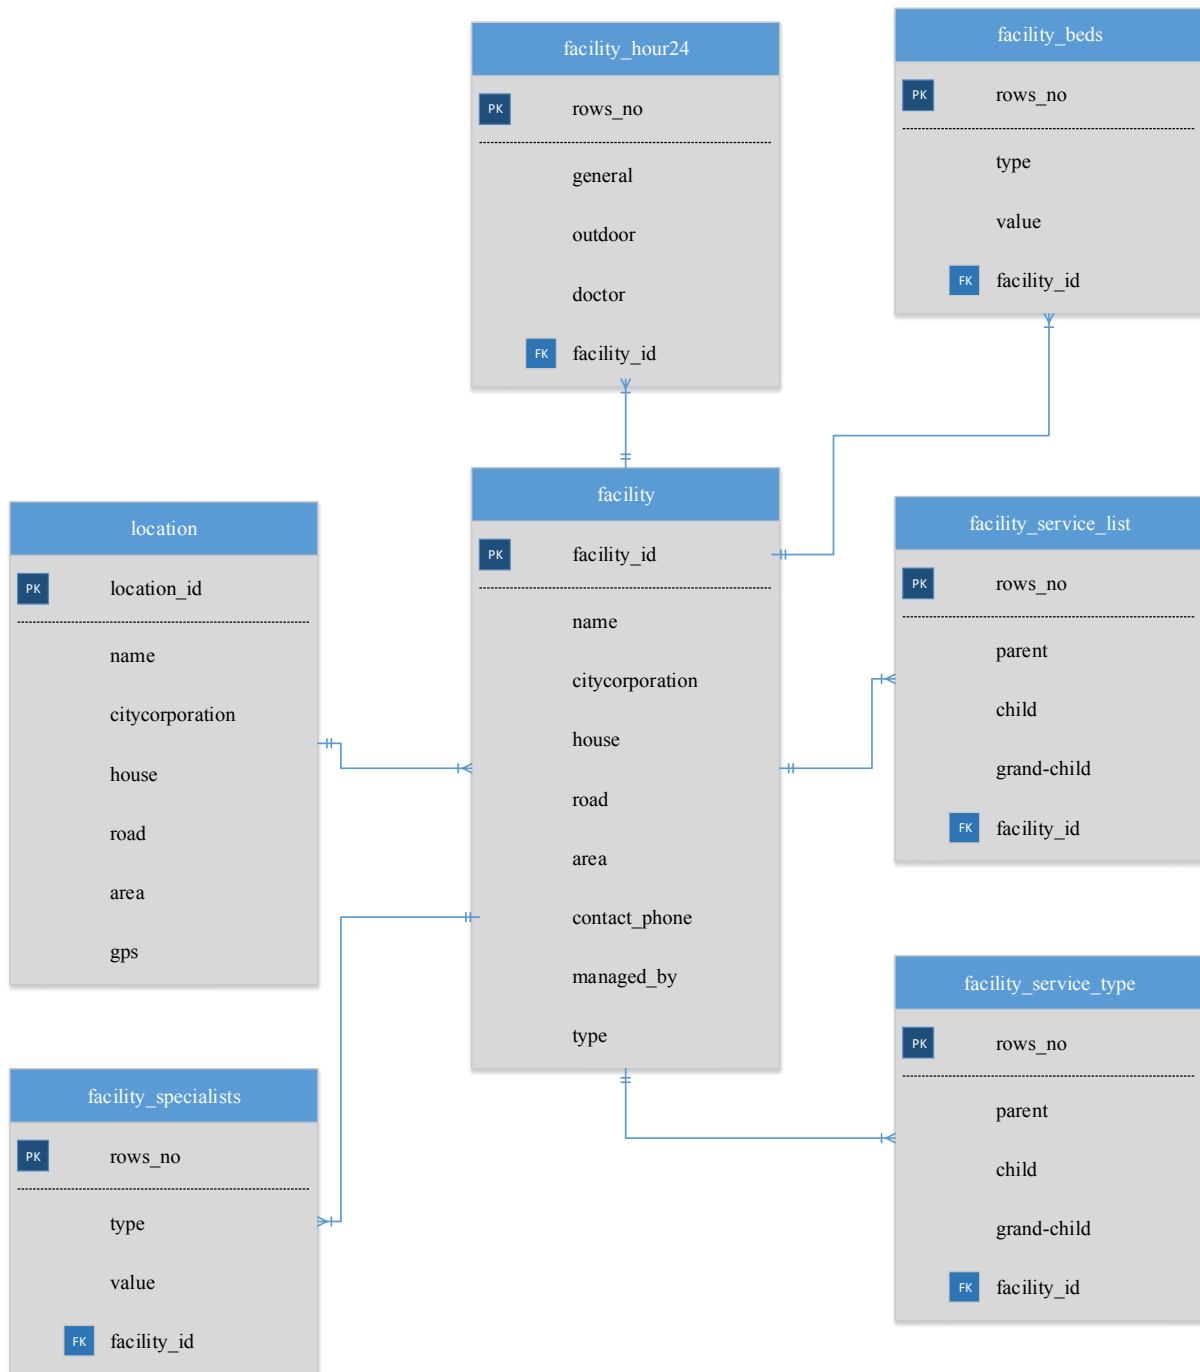 facility_hour24
PK rows_no
general
outdoor
doctor
FK facility_id
facility_beds
PK rows_no
type
value
FK facility_id
location
PK location_id
name
citycorporation
house
road
area
gps
facility
PK facility_id
name
citycorporation
house
road
area
contact_phone
managed_by
type
facility_service_list
PK rows_no
parent
child
grand-child
FK facility_id
facility_specialists
PK rows_no
type
value
FK facility_id
facility_service_type
PK rows_no
parent
child
grand-child
FK facility_id